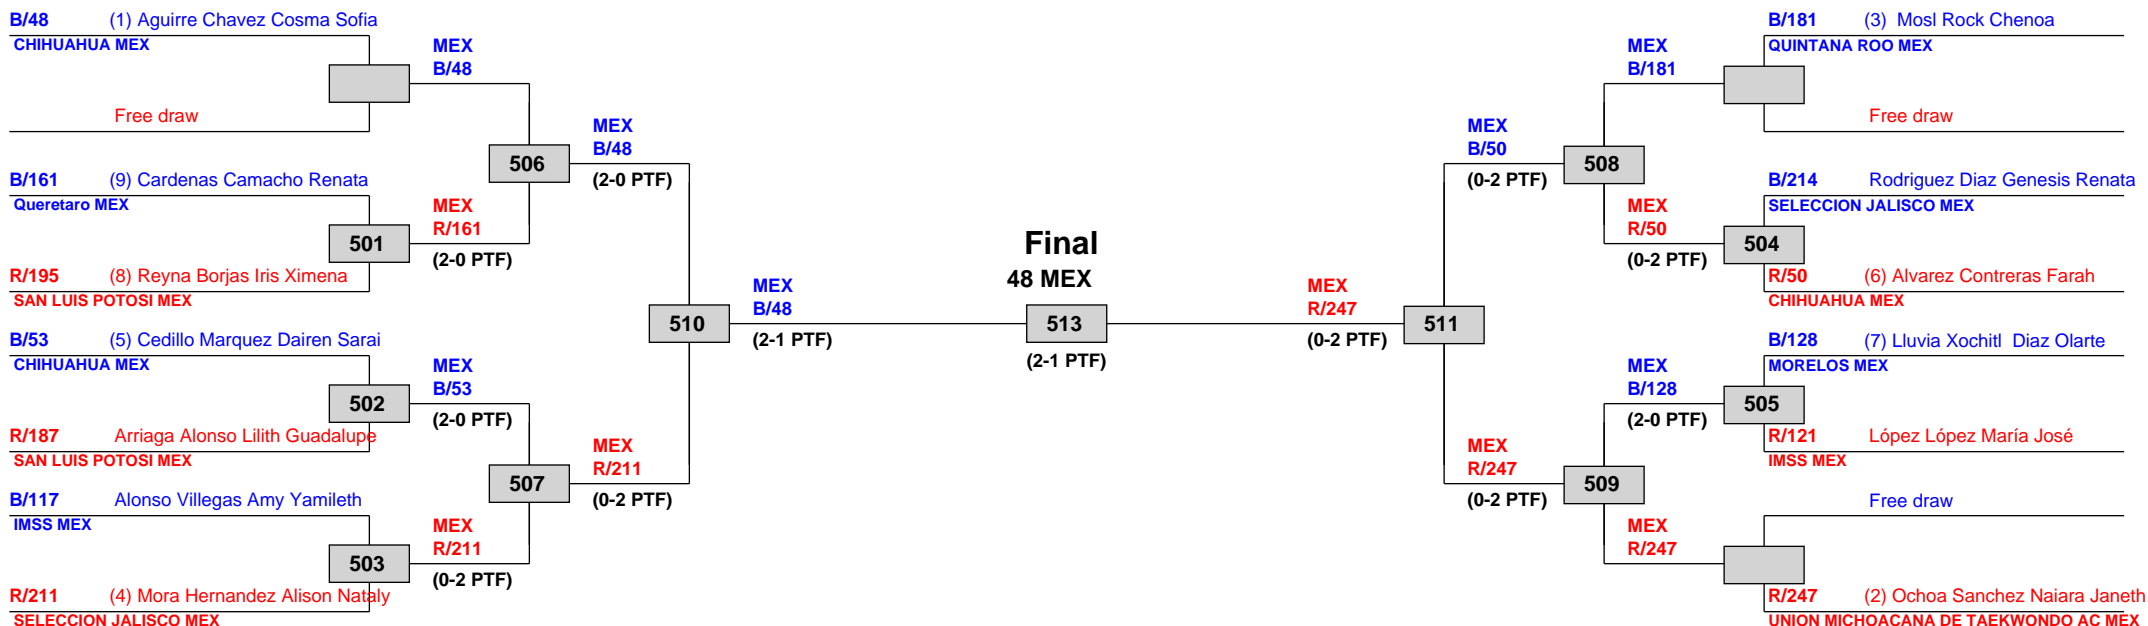 B/48 (1) Aguirre Chavez Cosma Sofia
CHIHUAHUA MEX
Free draw
B/161 (9) Cardenas Camacho Renata
Queretaro MEX
R/195 (8) Reyna Borjas Iris Ximena
SAN LUIS POTOSI MEX
B/53 (5) Cedillo Marquez Dairen Sarai
CHIHUAHUA MEX
R/187 Arriaga Alonso Lilith Guadalupe
SAN LUIS POTOSI MEX
B/117 Alonso Villegas Amy Yamileth
IMSS MEX
R/211 (4) Mora Hernandez Alison Nataly
SELECCION JALISCO MEX
501
502
503
MEX
B/48
MEX
R/161
(2-0 PTF)
MEX
B/53
(2-0 PTF)
MEX
R/211
(0-2 PTF)
506
507
MEX
B/48
(2-0 PTF)
MEX
R/211
(0-2 PTF)
510
MEX
B/48
(2-1 PTF)
Final
48 MEX
513
(2-1 PTF)
MEX
R/247
(0-2 PTF)
511
MEX
B/50
(0-2 PTF)
MEX
R/247
(0-2 PTF)
508
509
MEX
B/181
MEX
R/50
(0-2 PTF)
MEX
B/128
(2-0 PTF)
MEX
R/247
504
505
B/181 (3) Mosl Rock Chenoa
QUINTANA ROO MEX
Free draw
B/214 Rodriguez Diaz Genesis Renata
SELECCION JALISCO MEX
R/50 (6) Alvarez Contreras Farah
CHIHUAHUA MEX
B/128 (7) Lluvia Xochitl Diaz Olarte
MORELOS MEX
R/121 López López María José
IMSS MEX
Free draw
R/247 (2) Ochoa Sanchez Naiara Janeth
UNION MICHOACANA DE TAEKWONDO AC MEX